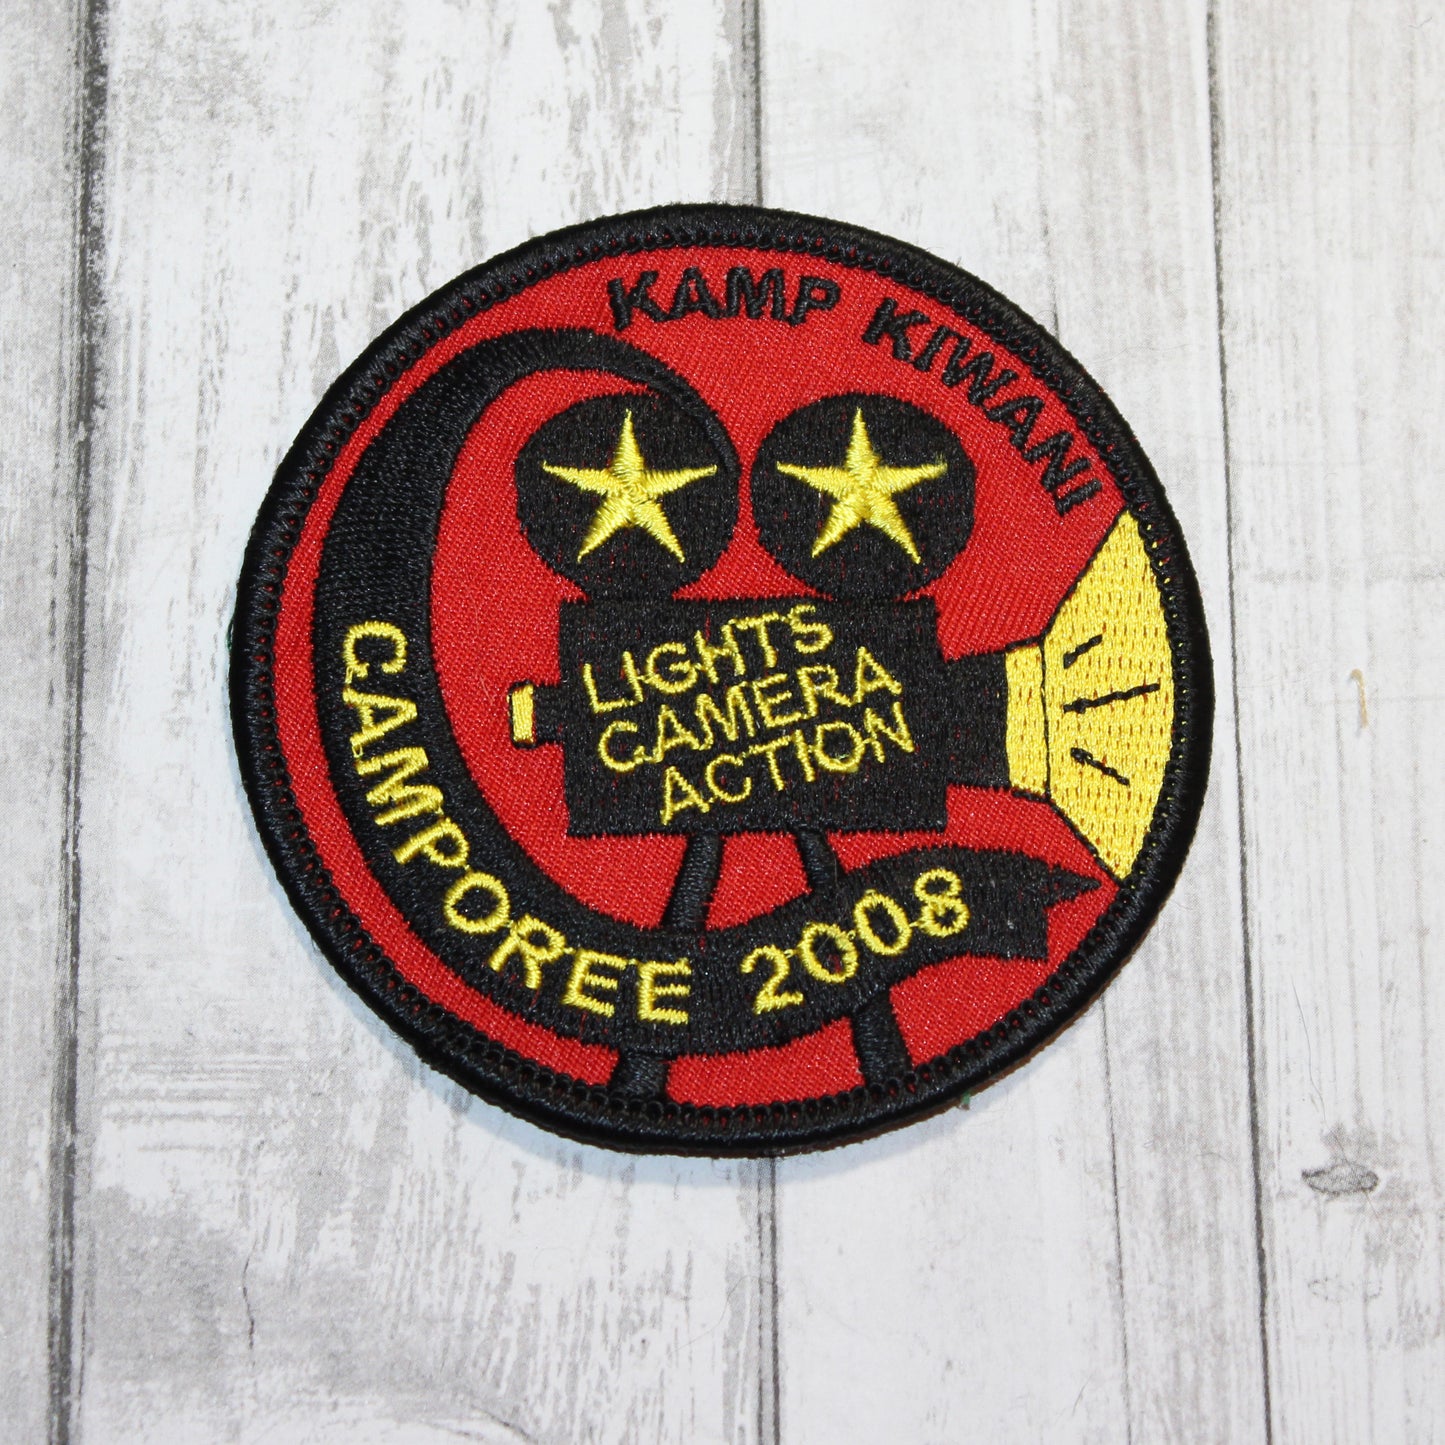 KAMP KIWANI
LIGHTS
CAMERA
ACTION
CAMPOREE 2008